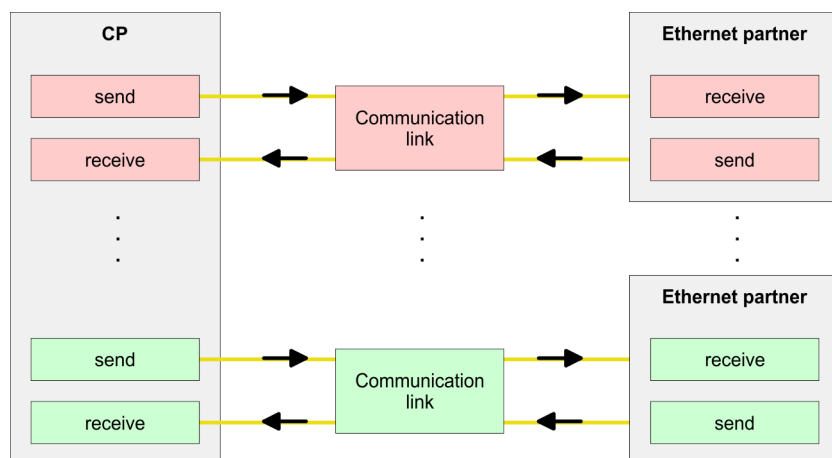 CP
Ethernet partner
send
Communication
link
receive
receive
send
Ethernet partner
send
Communication
link
receive
receive
send